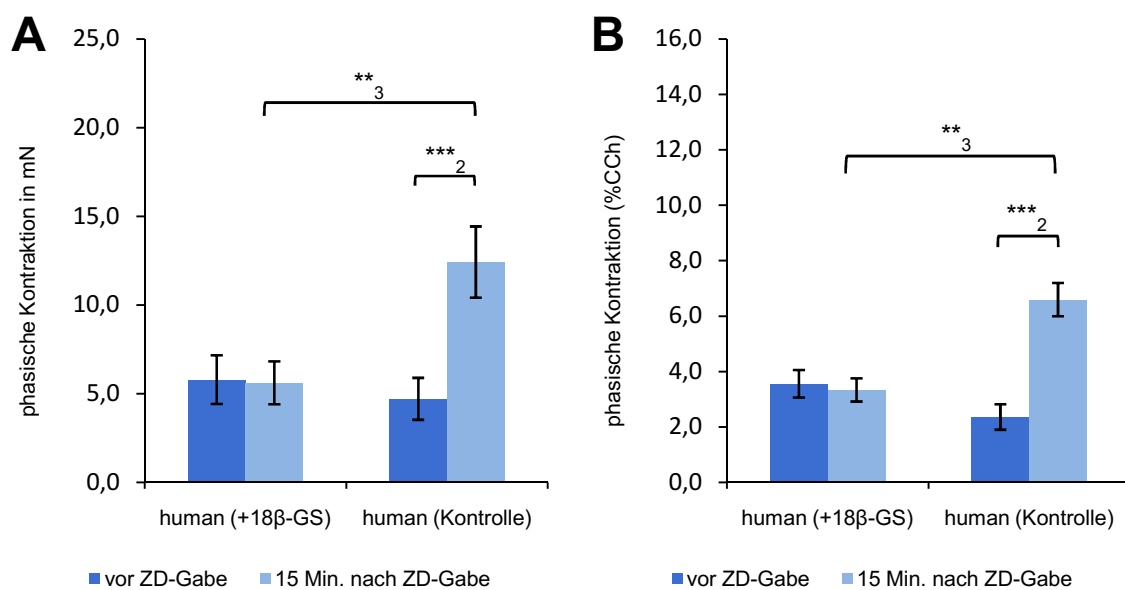 A
phasische Kontraktion in mN
25,0
20,0
15,0
10,0
5,0
0,0
**3
***2
human (+18β-GS) human (Kontrolle)
vor ZD-Gabe 15 Min. nach ZD-Gabe
B
phasische Kontraktion (%CCh)
16,0
14,0
12,0
10,0
8,0
6,0
4,0
2,0
0,0
**3
***2
human (+18β-GS) human (Kontrolle)
vor ZD-Gabe 15 Min. nach ZD-Gabe